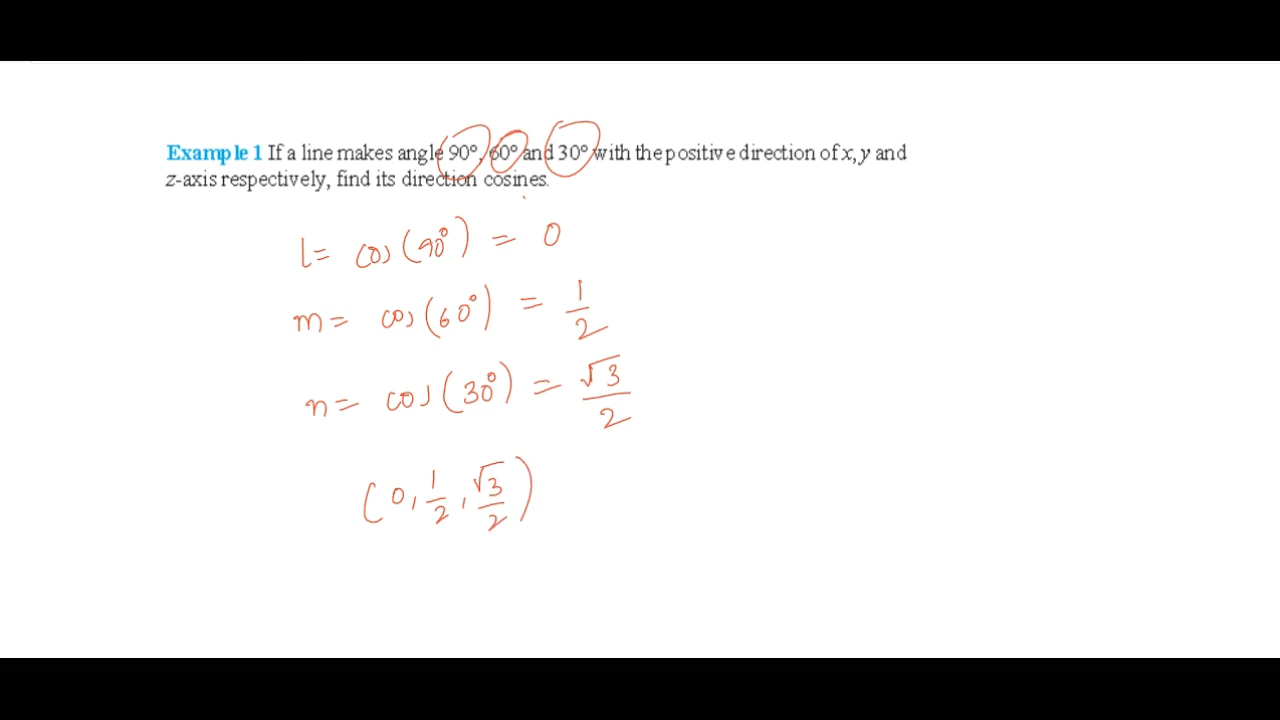 Example 1 If a line makes angle 90°, 60° and 30° with the positive direction of x, y and
z-axis respectively, find its direction cosines.
l = cos(90°) = 0
m = cos(60°) = 1/2
n = cos(30°) = √3/2
(0, 1/2, √3/2)